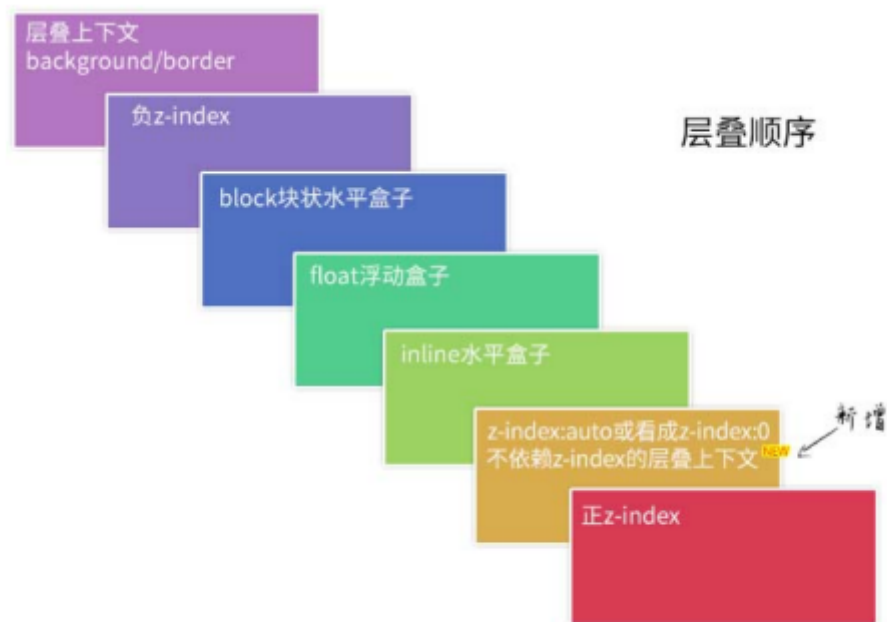 层叠上下文
background/border
负z-index
层叠顺序
block块状水平盒子
float浮动盒子
inline水平盒子
z-index:auto或看成z-index:0
不依赖z-index的层叠上下文
NEW
新增
正z-index